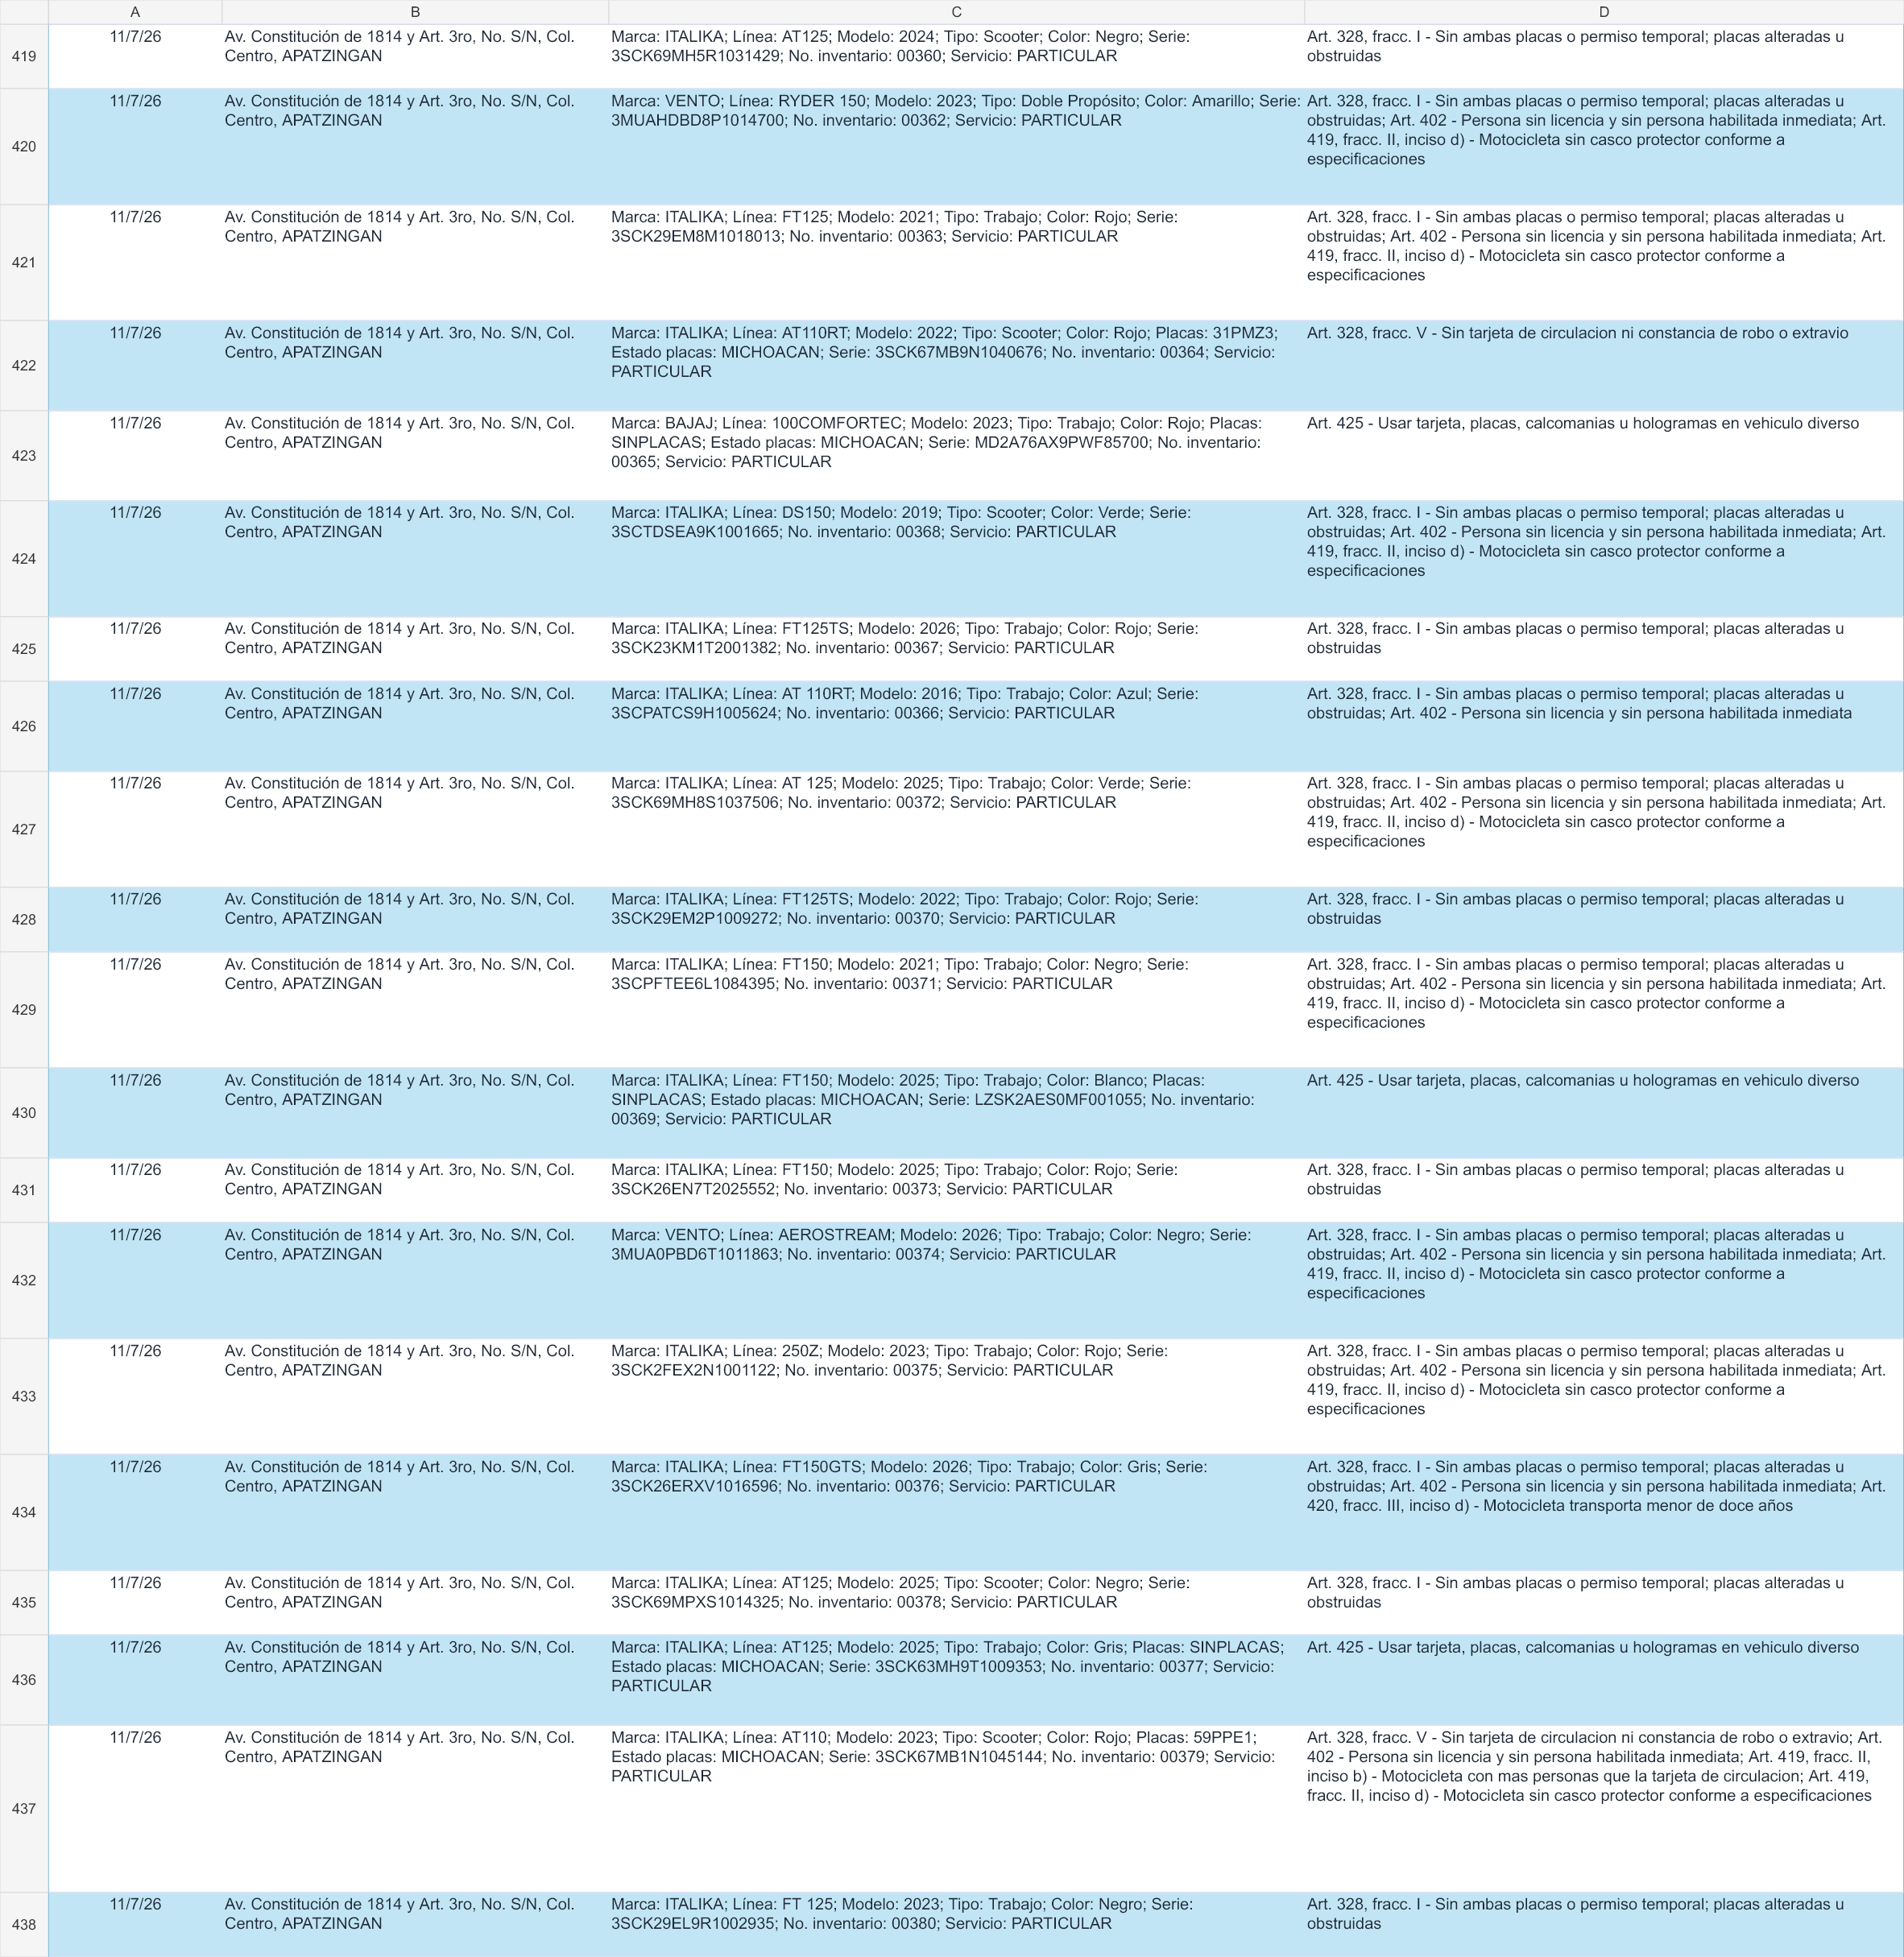 A B C D
419 11/7/26 Av. Constitución de 1814 y Art. 3ro, No. S/N, Col. Marca: ITALIKA; Línea: AT125; Modelo: 2024; Tipo: Scooter; Color: Negro; Serie: Art. 328, fracc. I - Sin ambas placas o permiso temporal; placas alteradas u
Centro, APATZINGAN 3SCK69MH5R1031429; No. inventario: 00360; Servicio: PARTICULAR obstruidas
420 11/7/26 Av. Constitución de 1814 y Art. 3ro, No. S/N, Col. Marca: VENTO; Línea: RYDER 150; Modelo: 2023; Tipo: Doble Propósito; Color: Amarillo; Serie: Art. 328, fracc. I - Sin ambas placas o permiso temporal; placas alteradas u
Centro, APATZINGAN 3MUAHDBD8P1014700; No. inventario: 00362; Servicio: PARTICULAR obstruidas; Art. 402 - Persona sin licencia y sin persona habilitada inmediata; Art.
419, fracc. II, inciso d) - Motocicleta sin casco protector conforme a
especificaciones
421 11/7/26 Av. Constitución de 1814 y Art. 3ro, No. S/N, Col. Marca: ITALIKA; Línea: FT125; Modelo: 2021; Tipo: Trabajo; Color: Rojo; Serie: Art. 328, fracc. I - Sin ambas placas o permiso temporal; placas alteradas u
Centro, APATZINGAN 3SCK29EM8M1018013; No. inventario: 00363; Servicio: PARTICULAR obstruidas; Art. 402 - Persona sin licencia y sin persona habilitada inmediata; Art.
419, fracc. II, inciso d) - Motocicleta sin casco protector conforme a
especificaciones
422 11/7/26 Av. Constitución de 1814 y Art. 3ro, No. S/N, Col. Marca: ITALIKA; Línea: AT110RT; Modelo: 2022; Tipo: Scooter; Color: Rojo; Placas: 31PMZ3; Art. 328, fracc. V - Sin tarjeta de circulacion ni constancia de robo o extravio
Centro, APATZINGAN Estado placas: MICHOACAN; Serie: 3SCK67MB9N1040676; No. inventario: 00364; Servicio:
PARTICULAR
423 11/7/26 Av. Constitución de 1814 y Art. 3ro, No. S/N, Col. Marca: BAJAJ; Línea: 100COMFORTEC; Modelo: 2023; Tipo: Trabajo; Color: Rojo; Placas: Art. 425 - Usar tarjeta, placas, calcomanias u hologramas en vehiculo diverso
Centro, APATZINGAN SINPLACAS; Estado placas: MICHOACAN; Serie: MD2A76AX9PWF85700; No. inventario:
00365; Servicio: PARTICULAR
424 11/7/26 Av. Constitución de 1814 y Art. 3ro, No. S/N, Col. Marca: ITALIKA; Línea: DS150; Modelo: 2019; Tipo: Scooter; Color: Verde; Serie: Art. 328, fracc. I - Sin ambas placas o permiso temporal; placas alteradas u
Centro, APATZINGAN 3SCTDSEA9K1001665; No. inventario: 00368; Servicio: PARTICULAR obstruidas; Art. 402 - Persona sin licencia y sin persona habilitada inmediata; Art.
419, fracc. II, inciso d) - Motocicleta sin casco protector conforme a
especificaciones
425 11/7/26 Av. Constitución de 1814 y Art. 3ro, No. S/N, Col. Marca: ITALIKA; Línea: FT125TS; Modelo: 2026; Tipo: Trabajo; Color: Rojo; Serie: Art. 328, fracc. I - Sin ambas placas o permiso temporal; placas alteradas u
Centro, APATZINGAN 3SCK23KM1T2001382; No. inventario: 00367; Servicio: PARTICULAR obstruidas
426 11/7/26 Av. Constitución de 1814 y Art. 3ro, No. S/N, Col. Marca: ITALIKA; Línea: AT 110RT; Modelo: 2016; Tipo: Trabajo; Color: Azul; Serie: Art. 328, fracc. I - Sin ambas placas o permiso temporal; placas alteradas u
Centro, APATZINGAN 3SCPATCS9H1005624; No. inventario: 00366; Servicio: PARTICULAR obstruidas; Art. 402 - Persona sin licencia y sin persona habilitada inmediata
427 11/7/26 Av. Constitución de 1814 y Art. 3ro, No. S/N, Col. Marca: ITALIKA; Línea: AT 125; Modelo: 2025; Tipo: Trabajo; Color: Verde; Serie: Art. 328, fracc. I - Sin ambas placas o permiso temporal; placas alteradas u
Centro, APATZINGAN 3SCK69MH8S1037506; No. inventario: 00372; Servicio: PARTICULAR obstruidas; Art. 402 - Persona sin licencia y sin persona habilitada inmediata; Art.
419, fracc. II, inciso d) - Motocicleta sin casco protector conforme a
especificaciones
428 11/7/26 Av. Constitución de 1814 y Art. 3ro, No. S/N, Col. Marca: ITALIKA; Línea: FT125TS; Modelo: 2022; Tipo: Trabajo; Color: Rojo; Serie: Art. 328, fracc. I - Sin ambas placas o permiso temporal; placas alteradas u
Centro, APATZINGAN 3SCK29EM2P1009272; No. inventario: 00370; Servicio: PARTICULAR obstruidas
429 11/7/26 Av. Constitución de 1814 y Art. 3ro, No. S/N, Col. Marca: ITALIKA; Línea: FT150; Modelo: 2021; Tipo: Trabajo; Color: Negro; Serie: Art. 328, fracc. I - Sin ambas placas o permiso temporal; placas alteradas u
Centro, APATZINGAN 3SCPFTEE6L1084395; No. inventario: 00371; Servicio: PARTICULAR obstruidas; Art. 402 - Persona sin licencia y sin persona habilitada inmediata; Art.
419, fracc. II, inciso d) - Motocicleta sin casco protector conforme a
especificaciones
430 11/7/26 Av. Constitución de 1814 y Art. 3ro, No. S/N, Col. Marca: ITALIKA; Línea: FT150; Modelo: 2025; Tipo: Trabajo; Color: Blanco; Placas: Art. 425 - Usar tarjeta, placas, calcomanias u hologramas en vehiculo diverso
Centro, APATZINGAN SINPLACAS; Estado placas: MICHOACAN; Serie: LZSK2AES0MF001055; No. inventario:
00369; Servicio: PARTICULAR
431 11/7/26 Av. Constitución de 1814 y Art. 3ro, No. S/N, Col. Marca: ITALIKA; Línea: FT150; Modelo: 2025; Tipo: Trabajo; Color: Rojo; Serie: Art. 328, fracc. I - Sin ambas placas o permiso temporal; placas alteradas u
Centro, APATZINGAN 3SCK26EN7T2025552; No. inventario: 00373; Servicio: PARTICULAR obstruidas
432 11/7/26 Av. Constitución de 1814 y Art. 3ro, No. S/N, Col. Marca: VENTO; Línea: AEROSTREAM; Modelo: 2026; Tipo: Trabajo; Color: Negro; Serie: Art. 328, fracc. I - Sin ambas placas o permiso temporal; placas alteradas u
Centro, APATZINGAN 3MUA0PBD6T1011863; No. inventario: 00374; Servicio: PARTICULAR obstruidas; Art. 402 - Persona sin licencia y sin persona habilitada inmediata; Art.
419, fracc. II, inciso d) - Motocicleta sin casco protector conforme a
especificaciones
433 11/7/26 Av. Constitución de 1814 y Art. 3ro, No. S/N, Col. Marca: ITALIKA; Línea: 250Z; Modelo: 2023; Tipo: Trabajo; Color: Rojo; Serie: Art. 328, fracc. I - Sin ambas placas o permiso temporal; placas alteradas u
Centro, APATZINGAN 3SCK2FEX2N1001122; No. inventario: 00375; Servicio: PARTICULAR obstruidas; Art. 402 - Persona sin licencia y sin persona habilitada inmediata; Art.
419, fracc. II, inciso d) - Motocicleta sin casco protector conforme a
especificaciones
434 11/7/26 Av. Constitución de 1814 y Art. 3ro, No. S/N, Col. Marca: ITALIKA; Línea: FT150GTS; Modelo: 2026; Tipo: Trabajo; Color: Gris; Serie: Art. 328, fracc. I - Sin ambas placas o permiso temporal; placas alteradas u
Centro, APATZINGAN 3SCK26ERXV1016596; No. inventario: 00376; Servicio: PARTICULAR obstruidas; Art. 402 - Persona sin licencia y sin persona habilitada inmediata; Art.
420, fracc. III, inciso d) - Motocicleta transporta menor de doce años
435 11/7/26 Av. Constitución de 1814 y Art. 3ro, No. S/N, Col. Marca: ITALIKA; Línea: AT125; Modelo: 2025; Tipo: Scooter; Color: Negro; Serie: Art. 328, fracc. I - Sin ambas placas o permiso temporal; placas alteradas u
Centro, APATZINGAN 3SCK69MPXS1014325; No. inventario: 00378; Servicio: PARTICULAR obstruidas
436 11/7/26 Av. Constitución de 1814 y Art. 3ro, No. S/N, Col. Marca: ITALIKA; Línea: AT125; Modelo: 2025; Tipo: Trabajo; Color: Gris; Placas: SINPLACAS; Art. 425 - Usar tarjeta, placas, calcomanias u hologramas en vehiculo diverso
Centro, APATZINGAN Estado placas: MICHOACAN; Serie: 3SCK63MH9T1009353; No. inventario: 00377; Servicio:
PARTICULAR
437 11/7/26 Av. Constitución de 1814 y Art. 3ro, No. S/N, Col. Marca: ITALIKA; Línea: AT110; Modelo: 2023; Tipo: Scooter; Color: Rojo; Placas: 59PPE1; Art. 328, fracc. V - Sin tarjeta de circulacion ni constancia de robo o extravio; Art.
Centro, APATZINGAN Estado placas: MICHOACAN; Serie: 3SCK67MB1N1045144; No. inventario: 00379; Servicio: 402 - Persona sin licencia y sin persona habilitada inmediata; Art. 419, fracc. II,
PARTICULAR inciso b) - Motocicleta con mas personas que la tarjeta de circulacion; Art. 419,
fracc. II, inciso d) - Motocicleta sin casco protector conforme a especificaciones
438 11/7/26 Av. Constitución de 1814 y Art. 3ro, No. S/N, Col. Marca: ITALIKA; Línea: FT 125; Modelo: 2023; Tipo: Trabajo; Color: Negro; Serie: Art. 328, fracc. I - Sin ambas placas o permiso temporal; placas alteradas u
Centro, APATZINGAN 3SCK29EL9R1002935; No. inventario: 00380; Servicio: PARTICULAR obstruidas